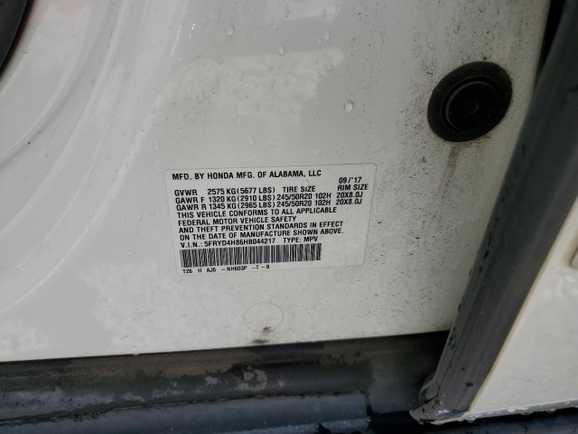 MFD. BY HONDA MFG. OF ALABAMA, LLC 09/'17
GVWR 2575 KG(5677 LBS) TIRE SIZE RIM SIZE
GAWR F 1320 KG(2910 LBS) 245/50R20 102H 20X8.0J
GAWR R 1345 KG(2965 LBS) 245/50R20 102H 20X8.0J
THIS VEHICLE CONFORMS TO ALL APPLICABLE
FEDERAL MOTOR VEHICLE SAFETY
AND THEFT PREVENTION STANDARDS IN EFFECT
ON THE DATE OF MANUFACTURE SHOWN ABOVE.
V.I.N.: 5FRYD4H86HB044217 TYPE: MPV
TZ6 H AJ0 -NH603P -T-B